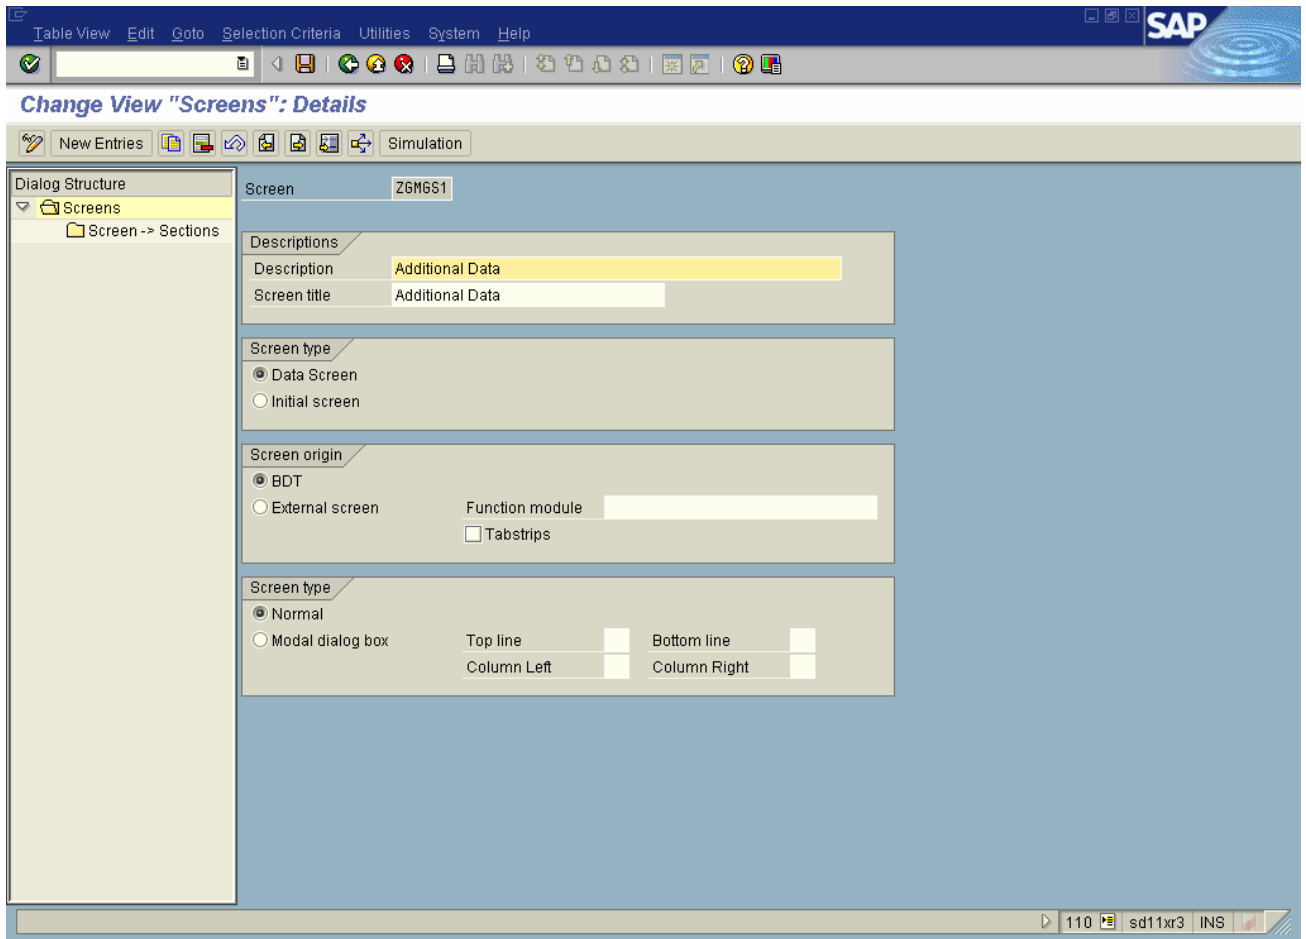 Table View Edit Goto Selection Criteria Utilities System Help
SAP
Change View "Screens": Details
New Entries Simulation
Dialog Structure
Screens
Screen -> Sections
Screen ZGMGS1
Descriptions
Description Additional Data
Screen title Additional Data
Screen type
Data Screen
Initial screen
Screen origin
BDT
External screen Function module
Tabstrips
Screen type
Normal
Modal dialog box Top line Bottom line
Column Left Column Right
110 sd11xr3 INS